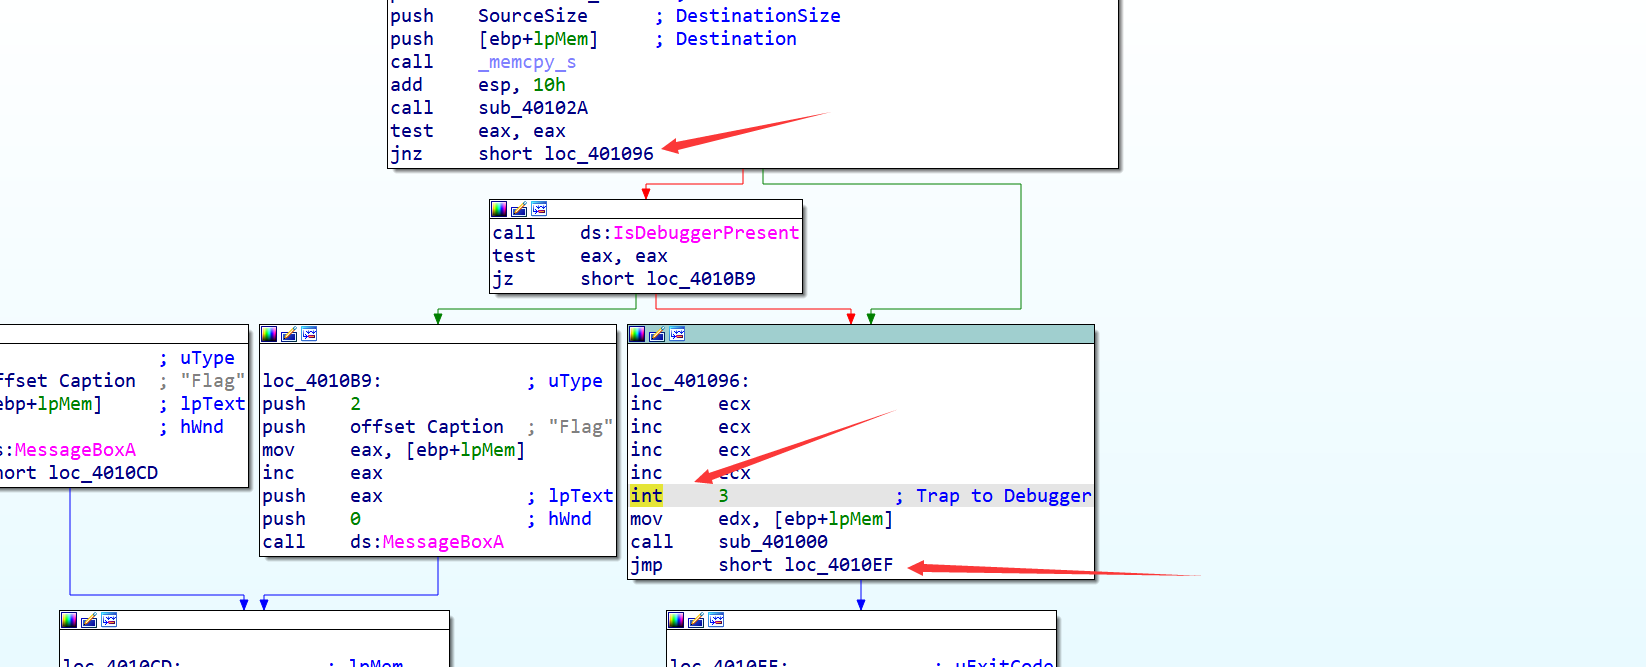 push SourceSize ; DestinationSize
push [ebp+lpMem] ; Destination
call _memcpy_s
add esp, 10h
call sub_40102A
test eax, eax
jnz short loc_401096
call ds:IsDebuggerPresent
test eax, eax
jz short loc_4010B9
; uType
ffset Caption ; "Flag"
ebp+lpMem] ; lpText
; hWnd
s:MessageBoxA
hort loc_4010CD
loc_4010B9: ; uType
push 2
push offset Caption ; "Flag"
mov eax, [ebp+lpMem]
inc eax
push eax ; lpText
push 0 ; hWnd
call ds:MessageBoxA
loc_401096:
inc ecx
inc ecx
inc ecx
inc ecx
int 3 ; Trap to Debugger
mov edx, [ebp+lpMem]
call sub_401000
jmp short loc_4010EF
loc_4010CD: ; lpMem
loc_4010EF: ; uExitCode